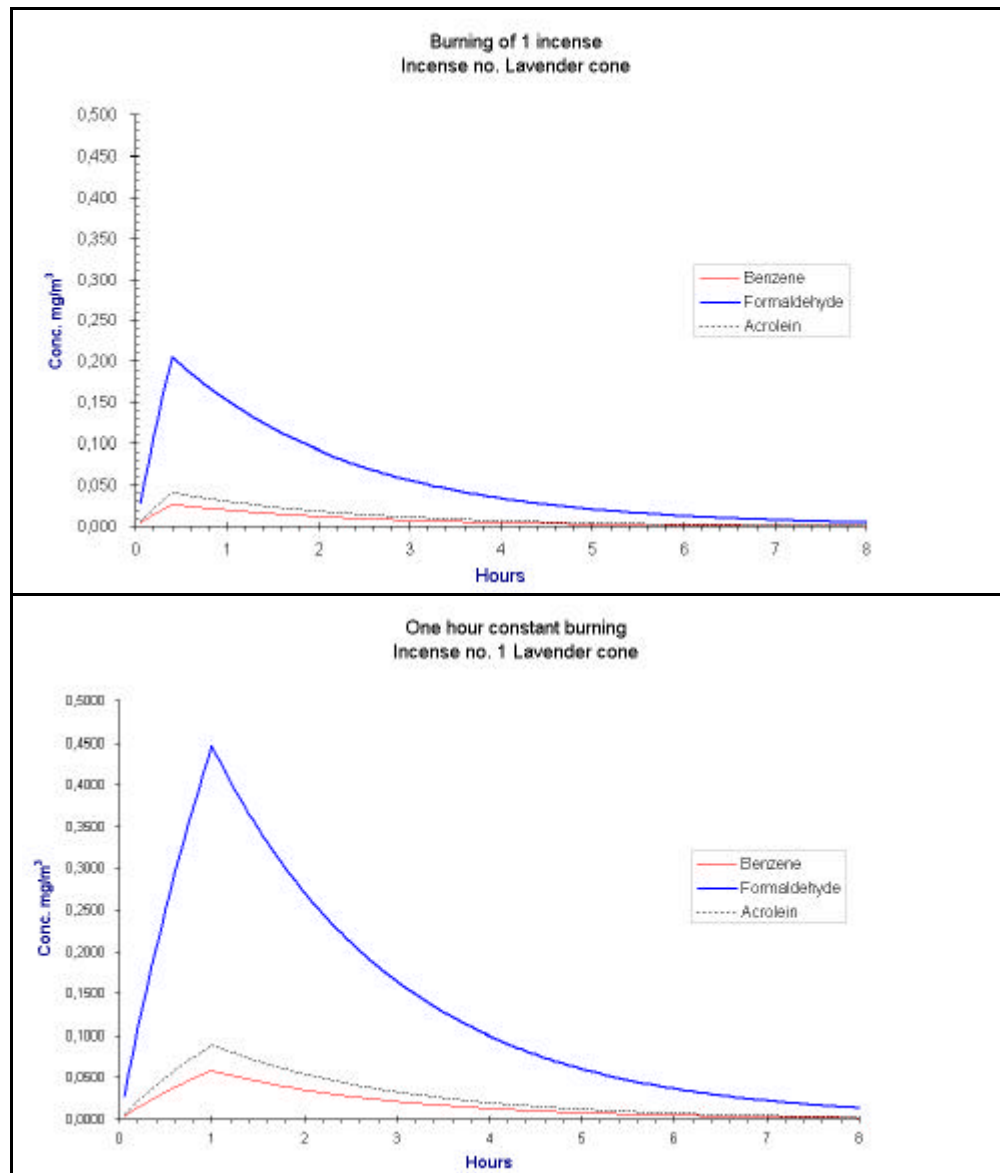 Burning of 1 incense
Incense no. Lavender cone
0,500
0,450
0,400
0,350
0,300
0,250
0,200
0,150
0,100
0,050
0,000
Conc. mg/m³
Benzene
Formaldehyde
Acrolein
0 1 2 3 4 5 6 7 8
Hours
One hour constant burning
Incense no. 1 Lavender cone
0,5000
0,4500
0,4000
0,3500
0,3000
0,2500
0,2000
0,1500
0,1000
0,0500
0,0000
Conc. mg/m³
Benzene
Formaldehyde
Acrolein
0 1 2 3 4 5 6 7 8
Hours